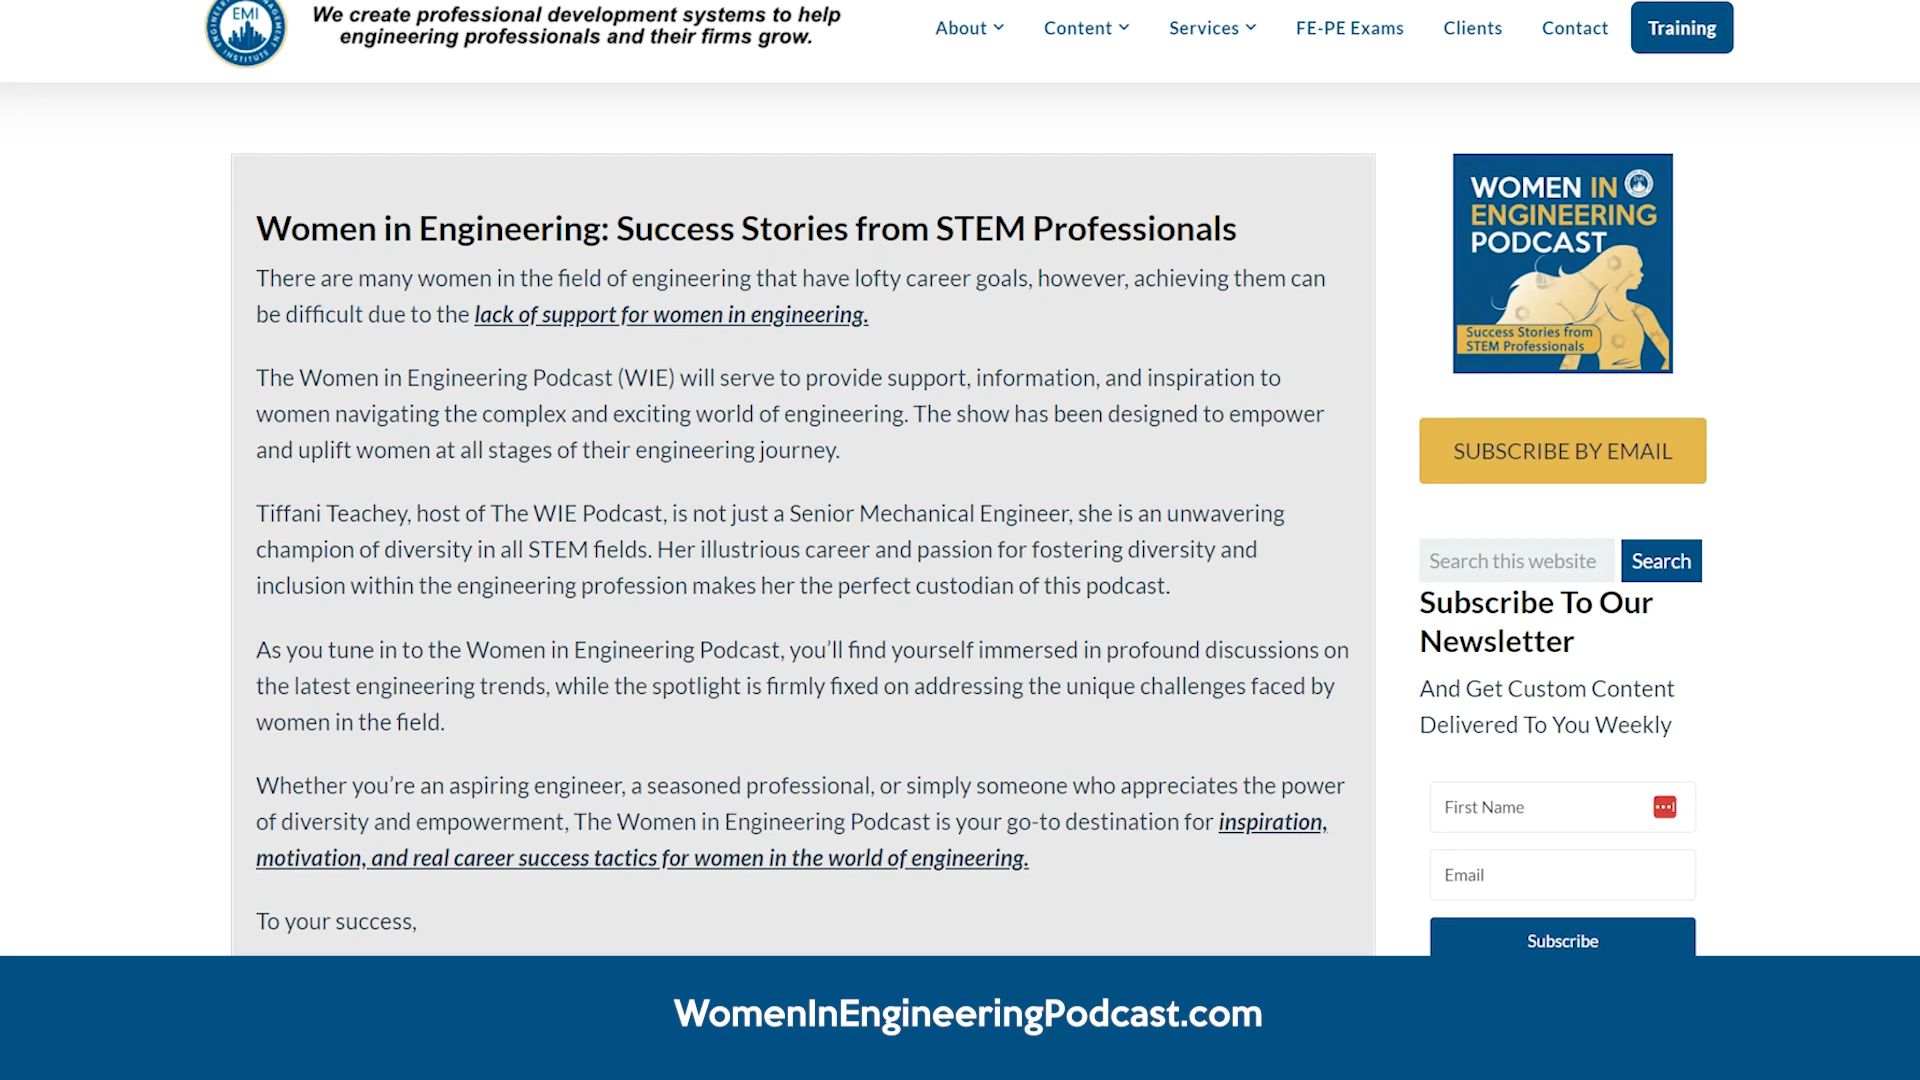 EMI
ENGINEERING MANAGEMENT INSTITUTE
We create professional development systems to help
engineering professionals and their firms grow.
About
Content
Services
FE-PE Exams
Clients
Contact
Training
Women in Engineering: Success Stories from STEM Professionals
There are many women in the field of engineering that have lofty career goals, however, achieving them can
be difficult due to the lack of support for women in engineering.
The Women in Engineering Podcast (WIE) will serve to provide support, information, and inspiration to
women navigating the complex and exciting world of engineering. The show has been designed to empower
and uplift women at all stages of their engineering journey.
Tiffani Teachey, host of The WIE Podcast, is not just a Senior Mechanical Engineer, she is an unwavering
champion of diversity in all STEM fields. Her illustrious career and passion for fostering diversity and
inclusion within the engineering profession makes her the perfect custodian of this podcast.
As you tune in to the Women in Engineering Podcast, you’ll find yourself immersed in profound discussions on
the latest engineering trends, while the spotlight is firmly fixed on addressing the unique challenges faced by
women in the field.
Whether you’re an aspiring engineer, a seasoned professional, or simply someone who appreciates the power
of diversity and empowerment, The Women in Engineering Podcast is your go-to destination for inspiration,
motivation, and real career success tactics for women in the world of engineering.
To your success,
WOMEN IN
ENGINEERING
PODCAST
Success Stories from
STEM Professionals
SUBSCRIBE BY EMAIL
Search this website
Search
Subscribe To Our
Newsletter
And Get Custom Content
Delivered To You Weekly
First Name
Email
Subscribe
WomenInEngineeringPodcast.com